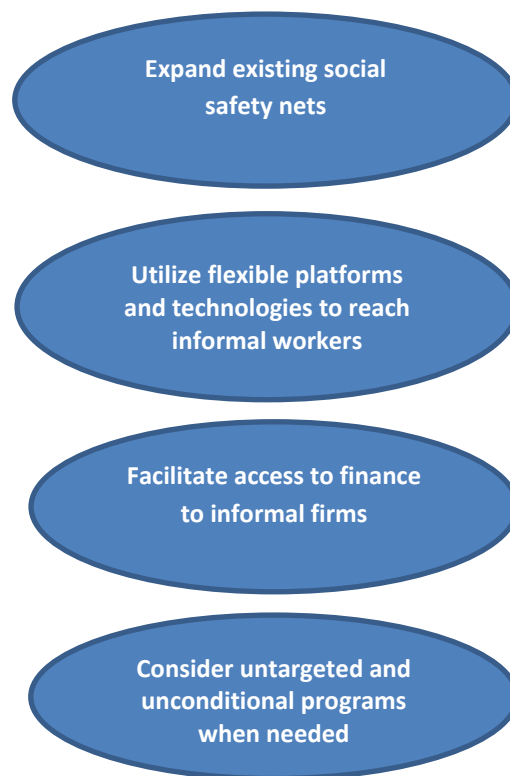 Expand existing social
safety nets
Utilize flexible platforms
and technologies to reach
informal workers
Facilitate access to finance
to informal firms
Consider untargeted and
unconditional programs
when needed